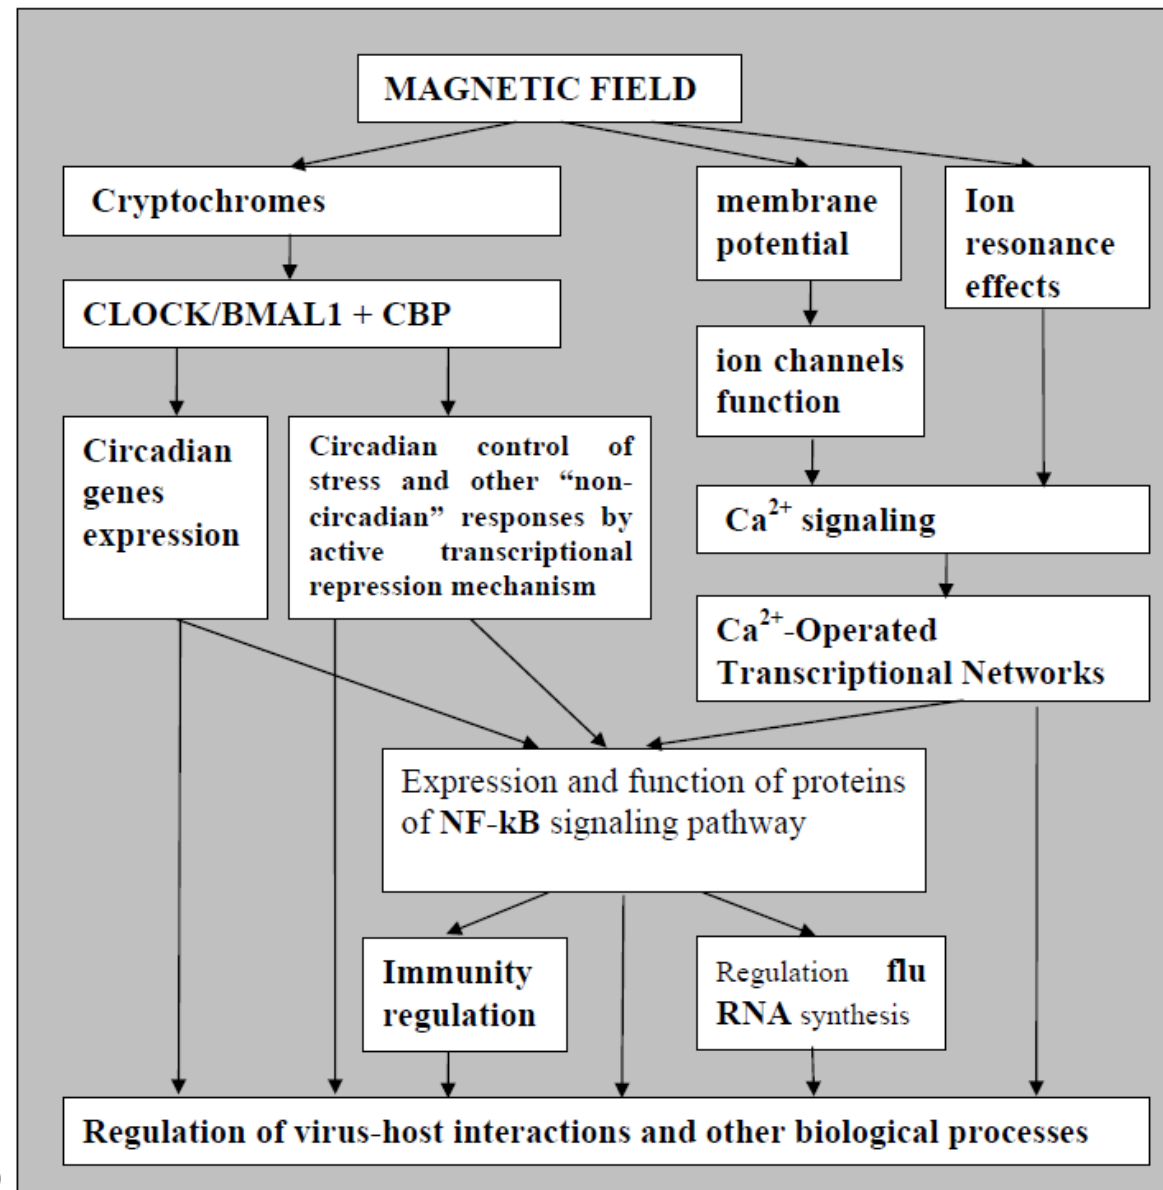 MAGNETIC FIELD
Cryptochromes
membrane
potential
Ion
resonance
effects
CLOCK/BMAL1 + CBP
ion channels
function
Circadian
genes
expression
Circadian control of
stress and other “non-
circadian” responses by
active transcriptional
repression mechanism
Ca²⁺ signaling
Ca²⁺-Operated
Transcriptional Networks
Expression and function of proteins
of NF-kB signaling pathway
Immunity
regulation
Regulation flu
RNA synthesis
Regulation of virus-host interactions and other biological processes
)